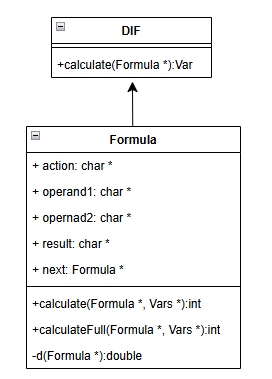 DIF
+calculate(Formula *):Var
Formula
+ action: char *
+ operand1: char *
+ opernad2: char *
+ result: char *
+ next: Formula *
+calculate(Formula *, Vars *):int
+calculateFull(Formula *, Vars *):int
-d(Formula *):double